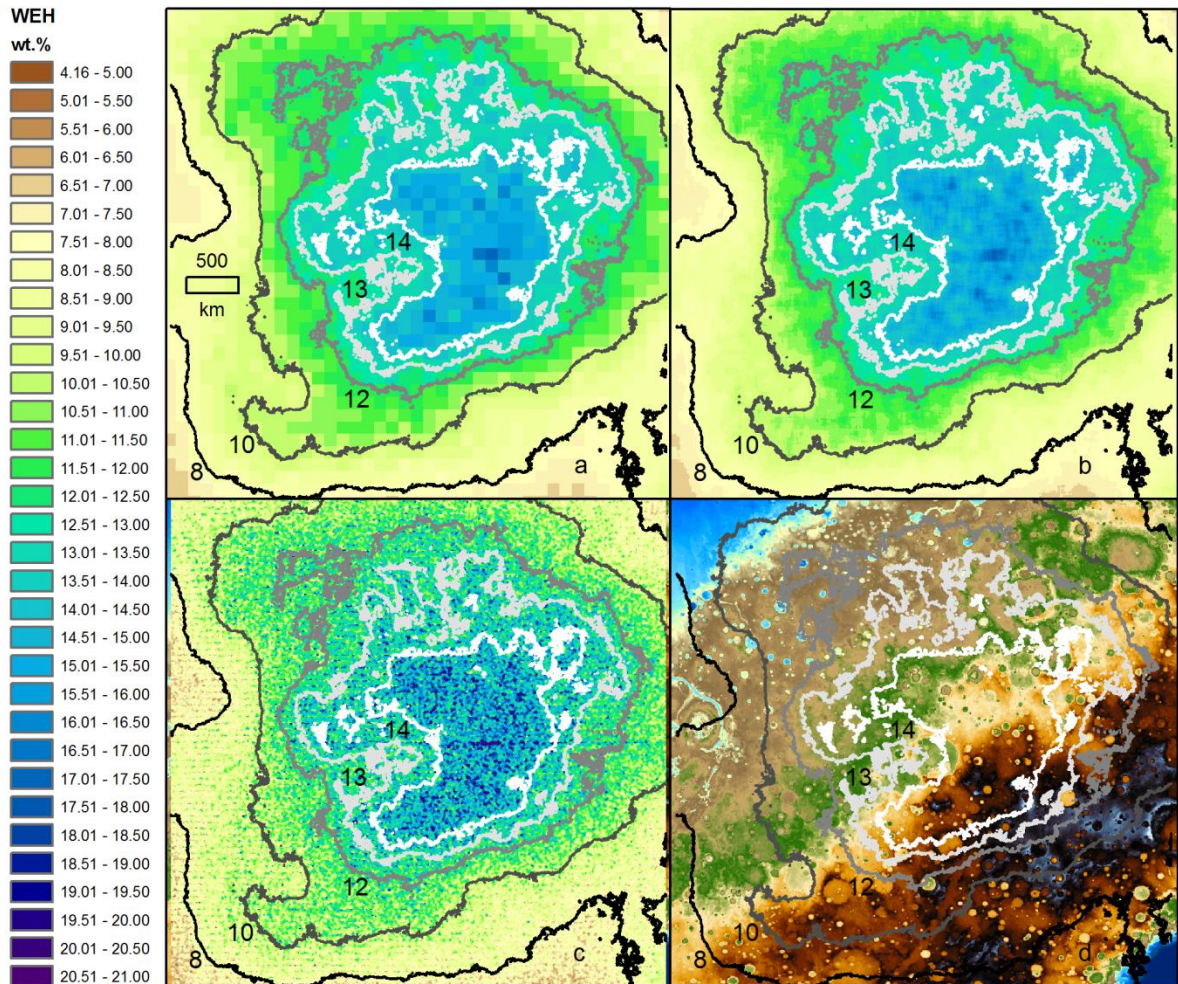 WEH
wt.%
4.16 - 5.00
5.01 - 5.50
5.51 - 6.00
6.01 - 6.50
6.51 - 7.00
7.01 - 7.50
7.51 - 8.00
8.01 - 8.50
8.51 - 9.00
9.01 - 9.50
9.51 - 10.00
10.01 - 10.50
10.51 - 11.00
11.01 - 11.50
11.51 - 12.00
12.01 - 12.50
12.51 - 13.00
13.01 - 13.50
13.51 - 14.00
14.01 - 14.50
14.51 - 15.00
15.01 - 15.50
15.51 - 16.00
16.01 - 16.50
16.51 - 17.00
17.01 - 17.50
17.51 - 18.00
18.01 - 18.50
18.51 - 19.00
19.01 - 19.50
19.51 - 20.00
20.01 - 20.50
20.51 - 21.00
14
500
13
km
12
10
8
a
14
13
12
10
8
b
14
13
12
10
8
c
14
13
12
10
8
d